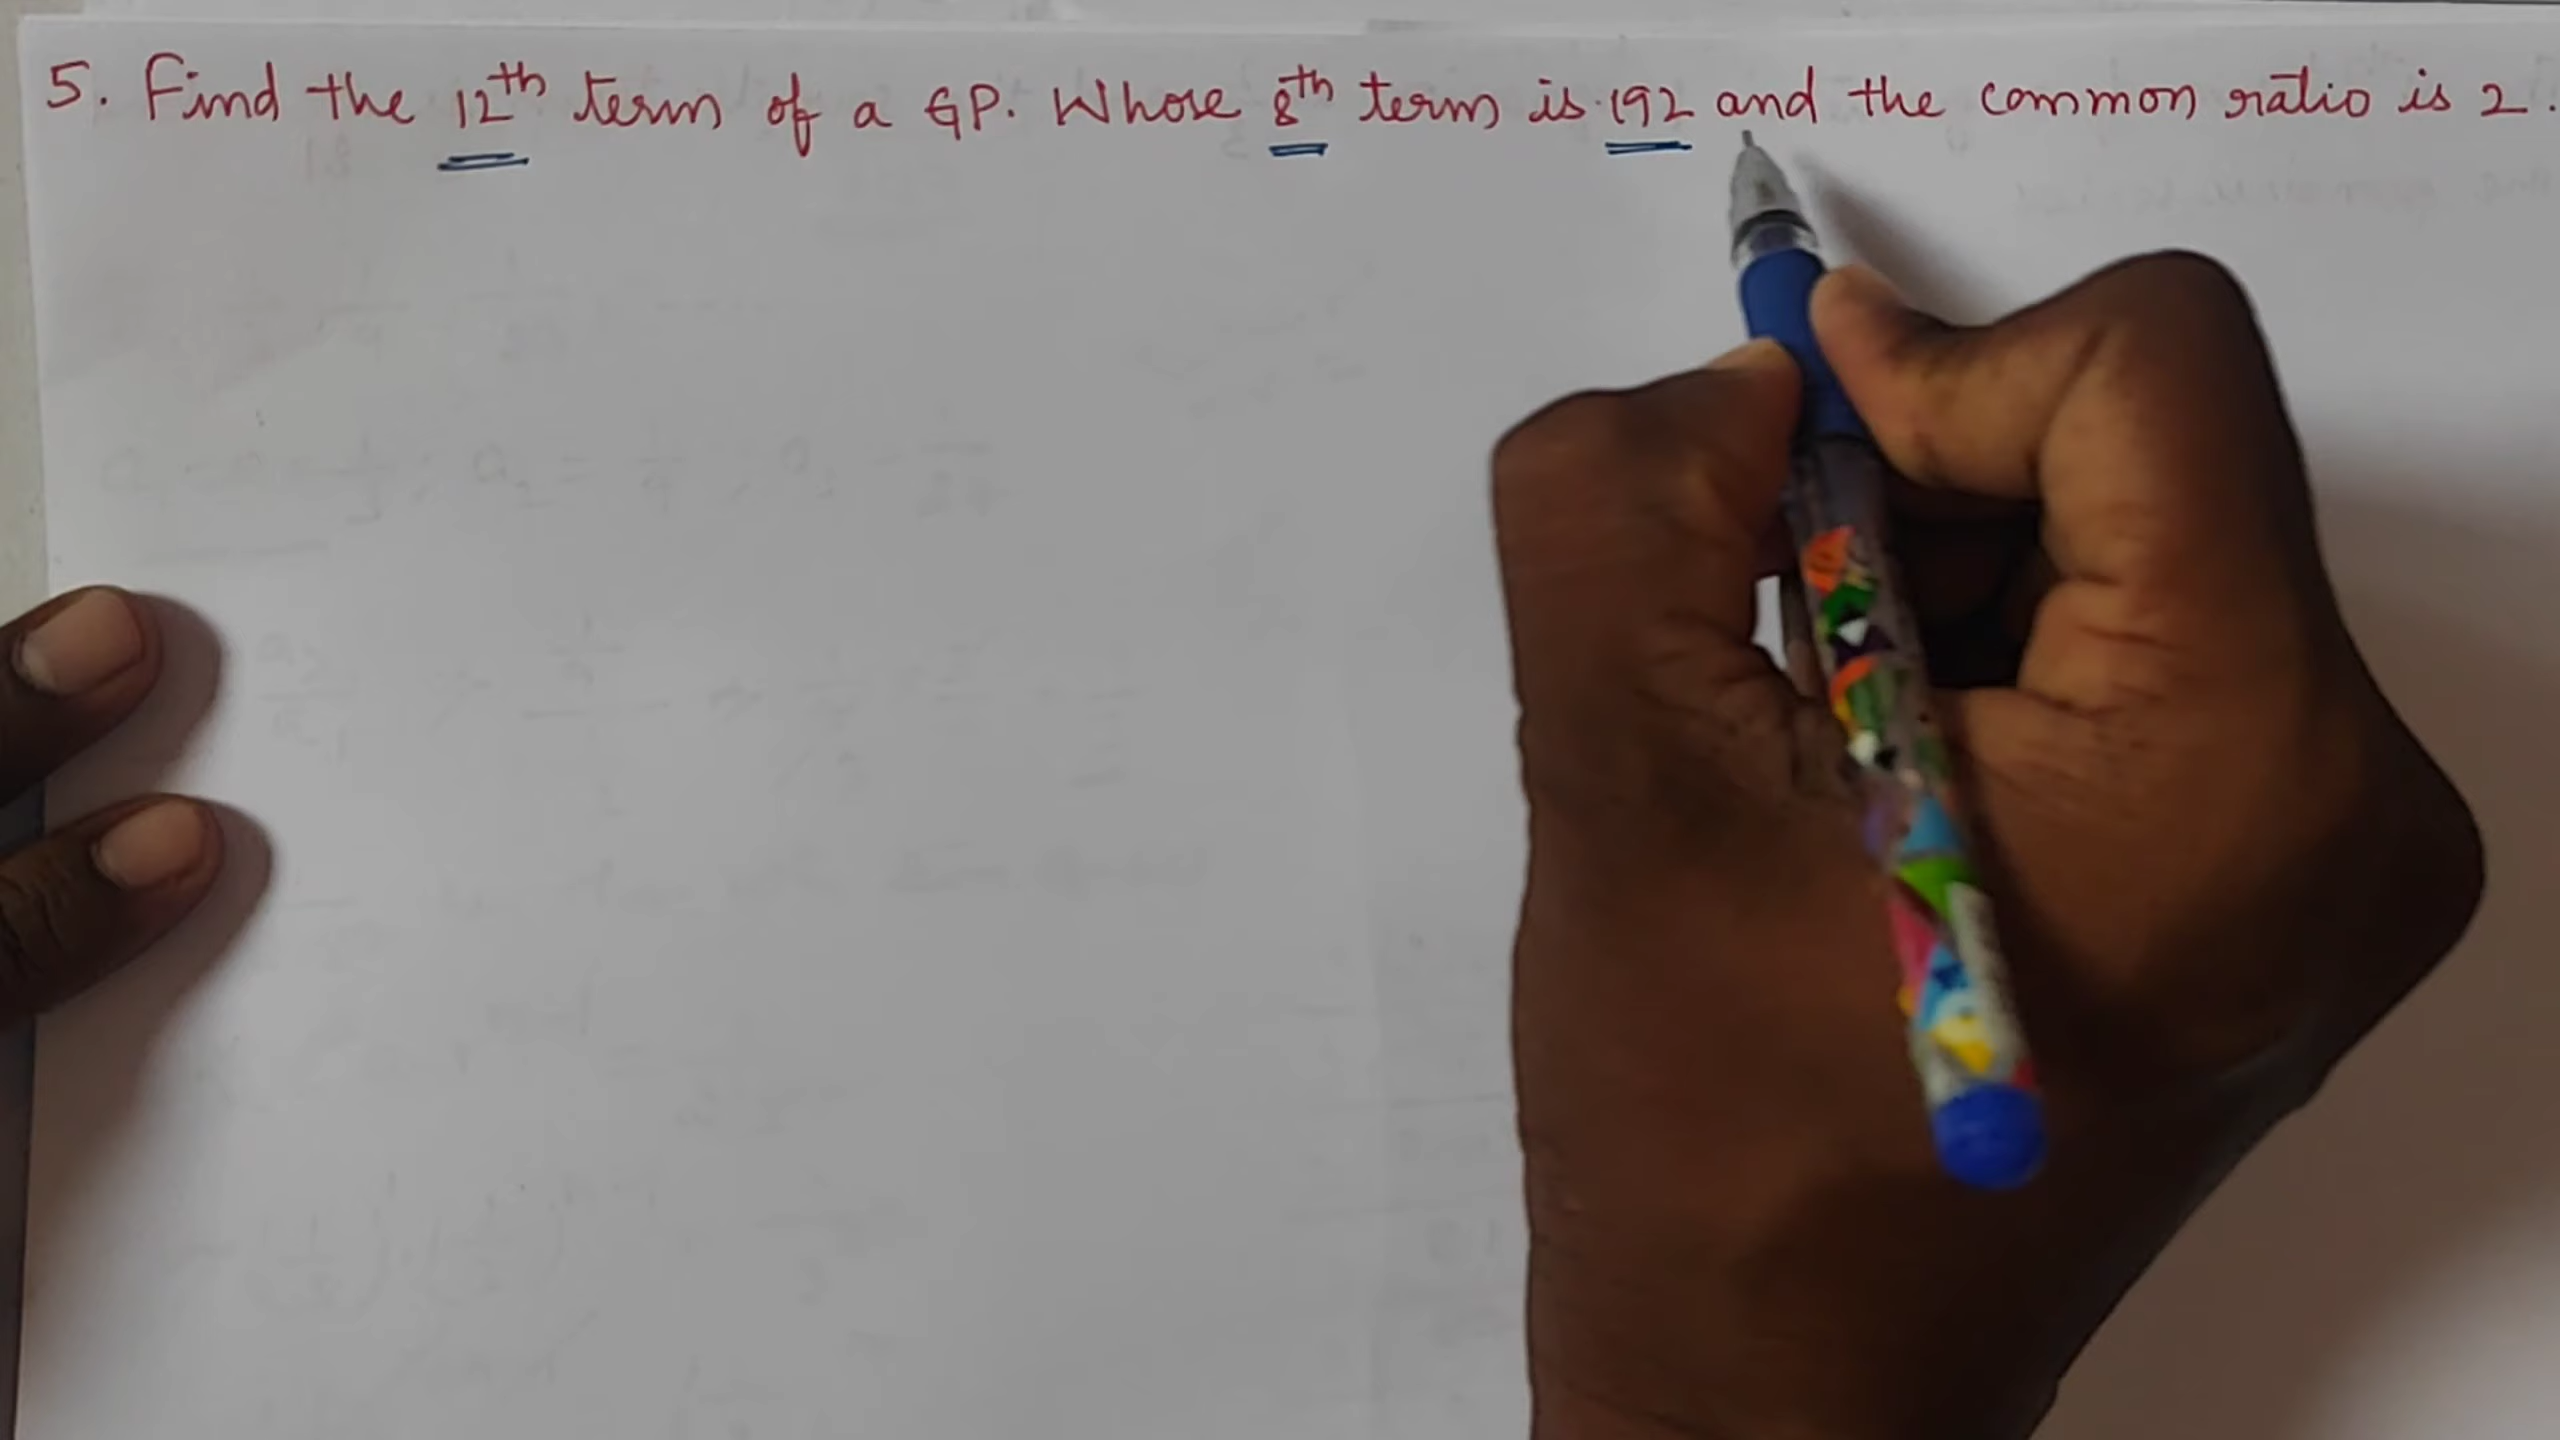 5. Find the 12th term of a GP. Whose 8th term is 192 and the common ratio is 2.